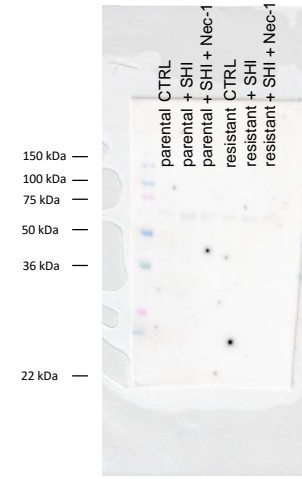 parental CTRL
parental + SHI
parental + SHI + Nec-1
resistant CTRL
resistant + SHI
resistant + SHI + Nec-1
150 kDa
100 kDa
75 kDa
50 kDa
36 kDa
22 kDa